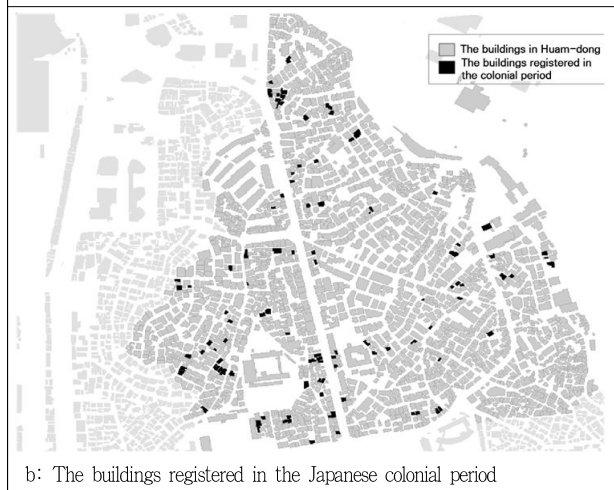 The buildings in Huam-dong
The buildings registered in
the colonial period
b: The buildings registered in the Japanese colonial period